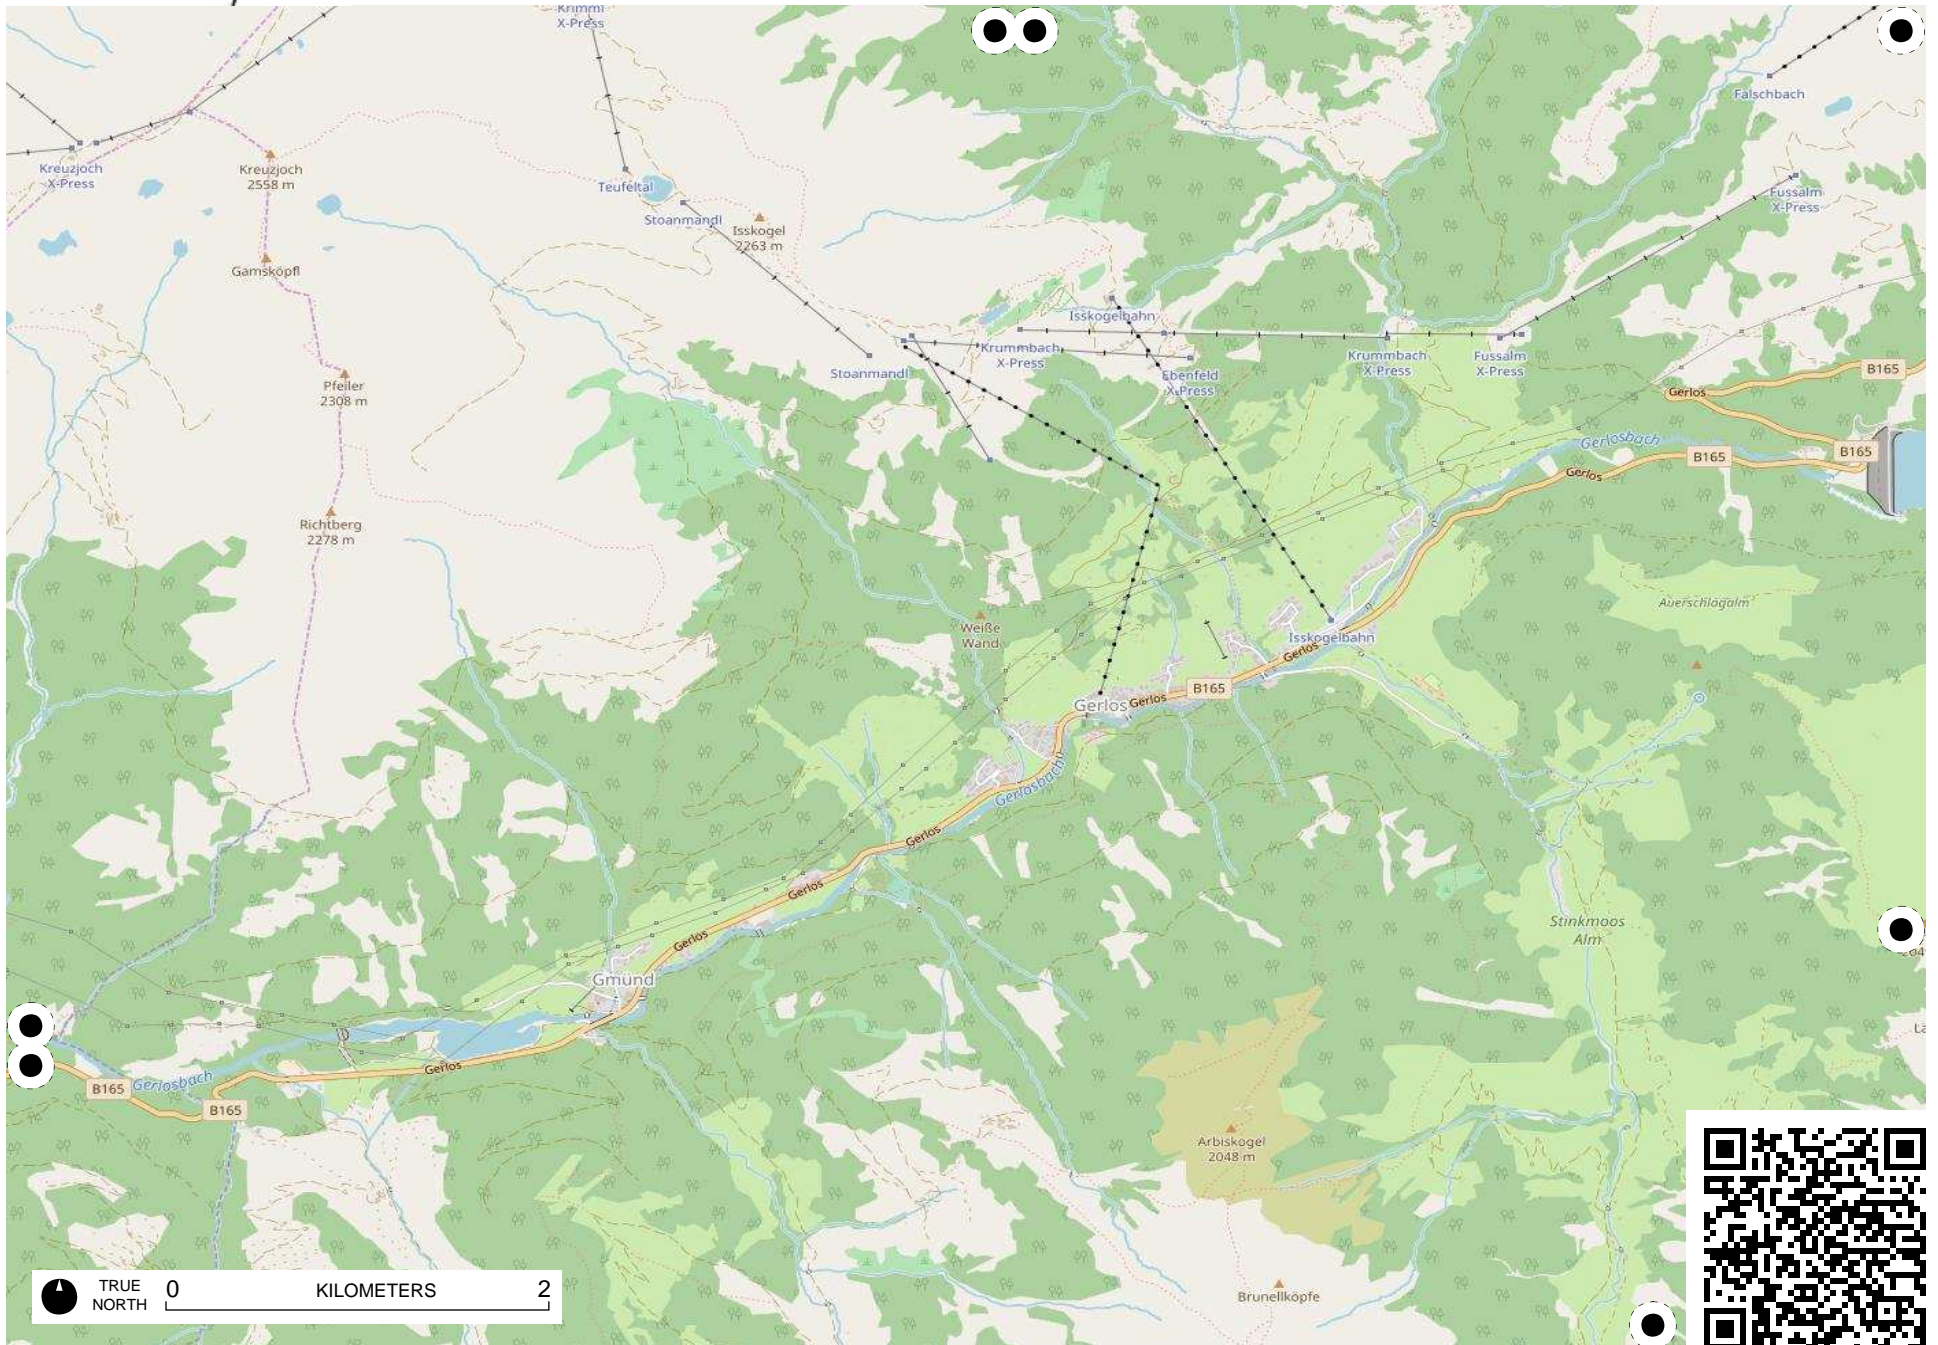 Krimml
X-Press
Falschbach
Kreuzjoch
X-Press
Kreuzjoch
2558 m
Teufeltal
Fussalm
X-Press
Stoanmandl
Isskogel
2263 m
Gamsköpfl
Isskogelbahn
Krummbach
X-Press
Krummbach
X-Press
Fussalm
X-Press
Stoanmandl
Ebenfeld
X-Press
B165
Pfeiler
2308 m
Gerlos
Gerlosbach
B165
B165
Gerlos
Richtberg
2278 m
Auerschlagalm
Weiße
Wand
Isskogelbahn
Gerlos
B165
Gerlos
Gerlos
Gerlosbach
Gerlos
Gerlos
Stinkmoos
Alm
Gerlos
Gmünd
Gerlos
B165
Gerlosbach
B165
Arbiskogel
2048 m
TRUE
NORTH
0 KILOMETERS 2
Brunellköpfe